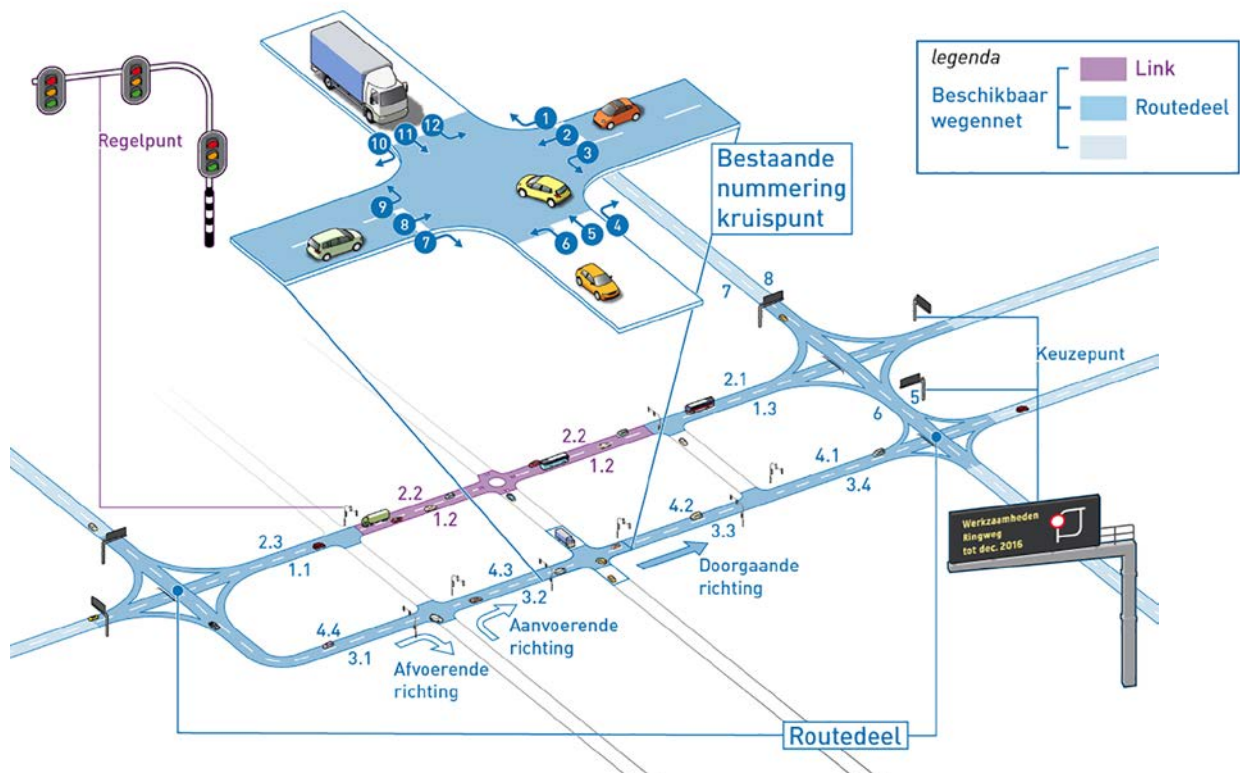 legenda
Beschikbaar
wegennet
Link
Routedeel
Regelpunt
1
2
3
4
5
6
7
8
9
10
11
12
Bestaande
nummering
kruispunt
8
7
Keuzepunt
5
6
2.1
1.3
2.2
1.2
2.2
1.2
2.3
1.1
4.1
3.4
4.2
3.3
4.3
3.2
4.4
3.1
Doorgaande
richting
Aanvoerende
richting
Afvoerende
richting
Werkzaamheden
Ringweg
tot dec. 2016
Routedeel